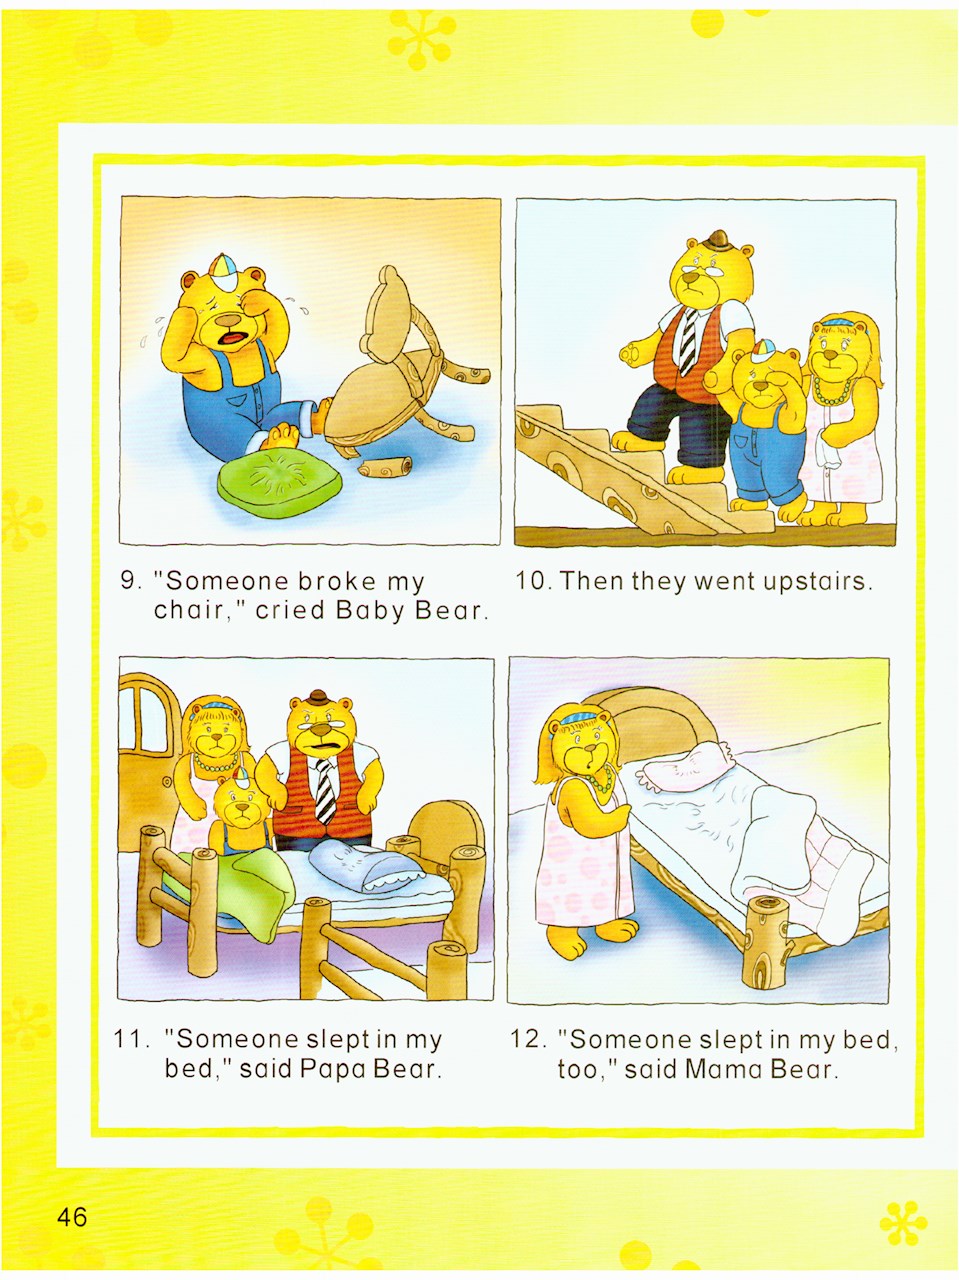 9. "Someone broke my
chair," cried Baby Bear.
10. Then they went upstairs.
11. "Someone slept in my
bed," said Papa Bear.
12. "Someone slept in my bed,
too," said Mama Bear.
46